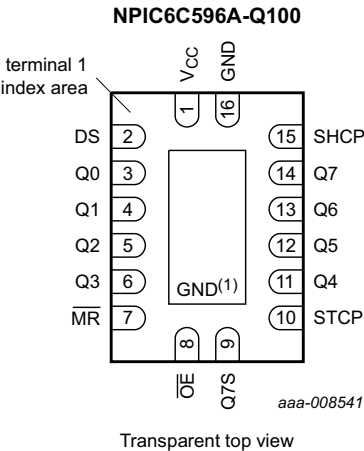 NPIC6C596A-Q100
terminal 1
index area
VCC
GND
1
16
DS 2 15 SHCP
Q0 3 14 Q7
Q1 4 13 Q6
Q2 5 12 Q5
Q3 6 GND(1) 11 Q4
M̅R̅ 7 10 STCP
8
9
O̅E̅
Q7S
aaa-008541
Transparent top view